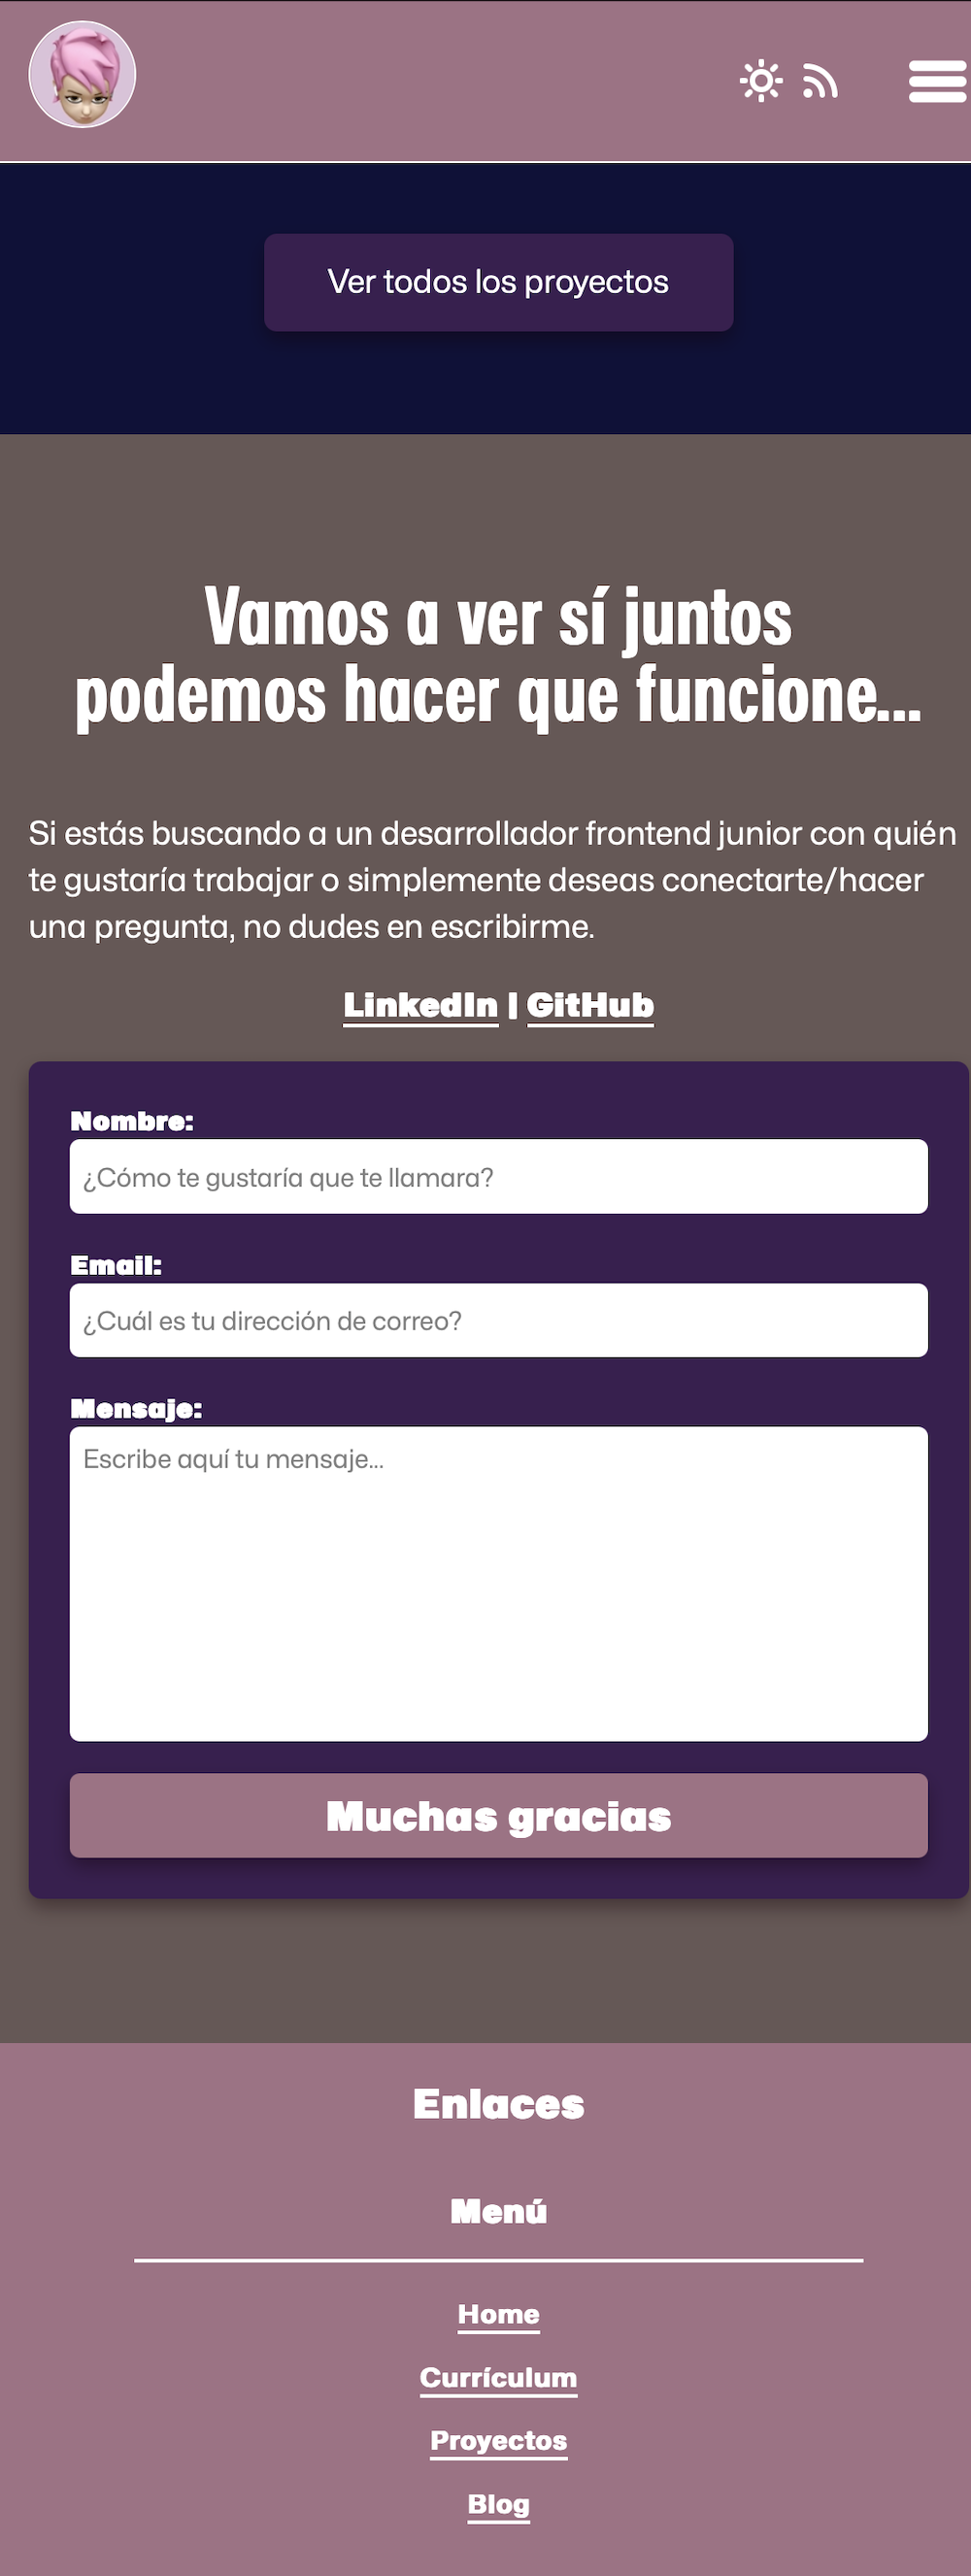 Ver todos los proyectos
Vamos a ver sí juntos
podemos hacer que funcione...
Si estás buscando a un desarrollador frontend junior con quién
te gustaría trabajar o simplemente deseas conectarte/hacer
una pregunta, no dudes en escribirme.
LinkedIn | GitHub
Nombre:
¿Cómo te gustaría que te llamara?
Email:
¿Cuál es tu dirección de correo?
Mensaje:
Escribe aquí tu mensaje...
Muchas gracias
Enlaces
Menú
Home
Currículum
Proyectos
Blog